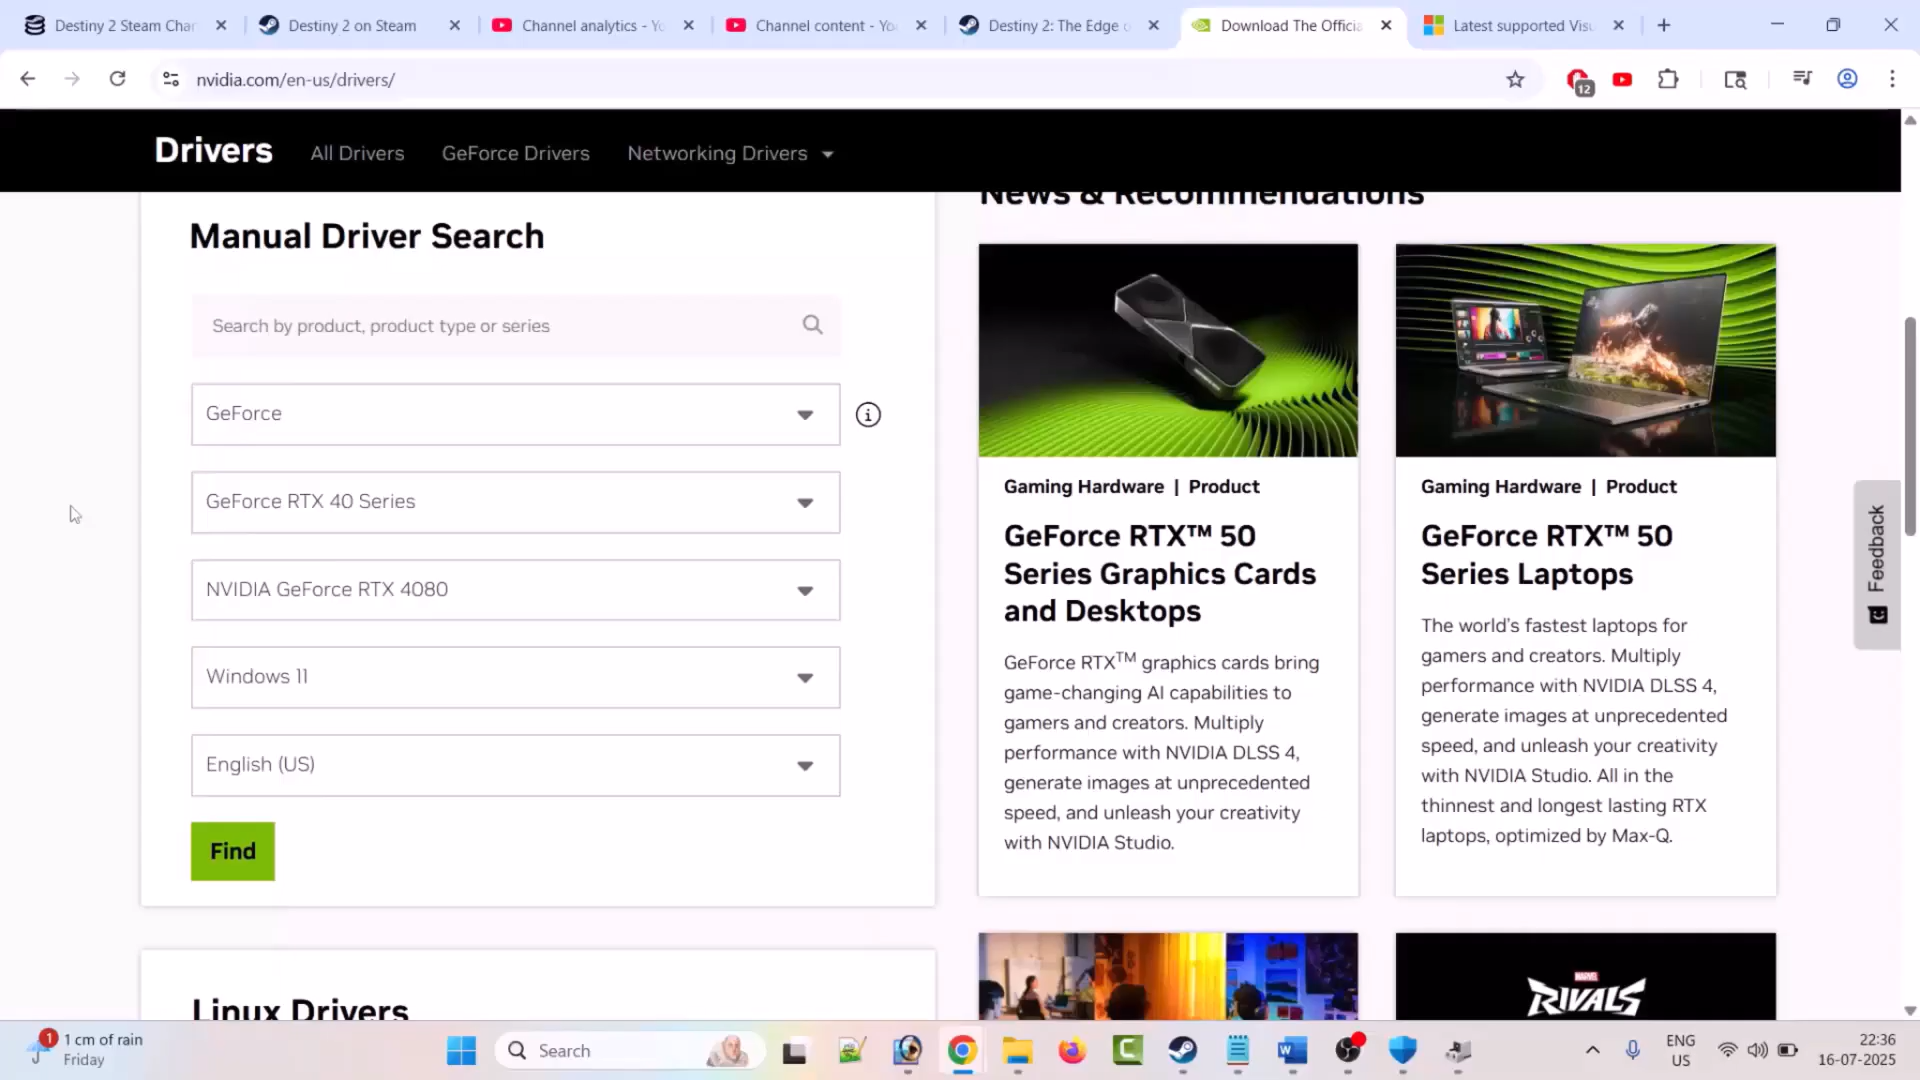 Destiny 2 Steam Char
Destiny 2 on Steam
Channel analytics - Yo
Channel content - Yo
Destiny 2: The Edge o
Download The Officia
Latest supported Visu
nvidia.com/en-us/drivers/
12
Drivers
All Drivers
GeForce Drivers
Networking Drivers
Manual Driver Search
Search by product, product type or series
GeForce
GeForce RTX 40 Series
NVIDIA GeForce RTX 4080
Windows 11
English (US)
Find
Linux Drivers
News & Recommendations
Gaming Hardware | Product
GeForce RTX™ 50
Series Graphics Cards
and Desktops
GeForce RTX™ graphics cards bring
game-changing AI capabilities to
gamers and creators. Multiply
performance with NVIDIA DLSS 4,
generate images at unprecedented
speed, and unleash your creativity
with NVIDIA Studio.
Gaming Hardware | Product
GeForce RTX™ 50
Series Laptops
The world's fastest laptops for
gamers and creators. Multiply
performance with NVIDIA DLSS 4,
generate images at unprecedented
speed, and unleash your creativity
with NVIDIA Studio. All in the
thinnest and longest lasting RTX
laptops, optimized by Max-Q.
MARVEL
RIVALS
Feedback
1
1 cm of rain
Friday
Search
ENG
US
22:36
16-07-2025